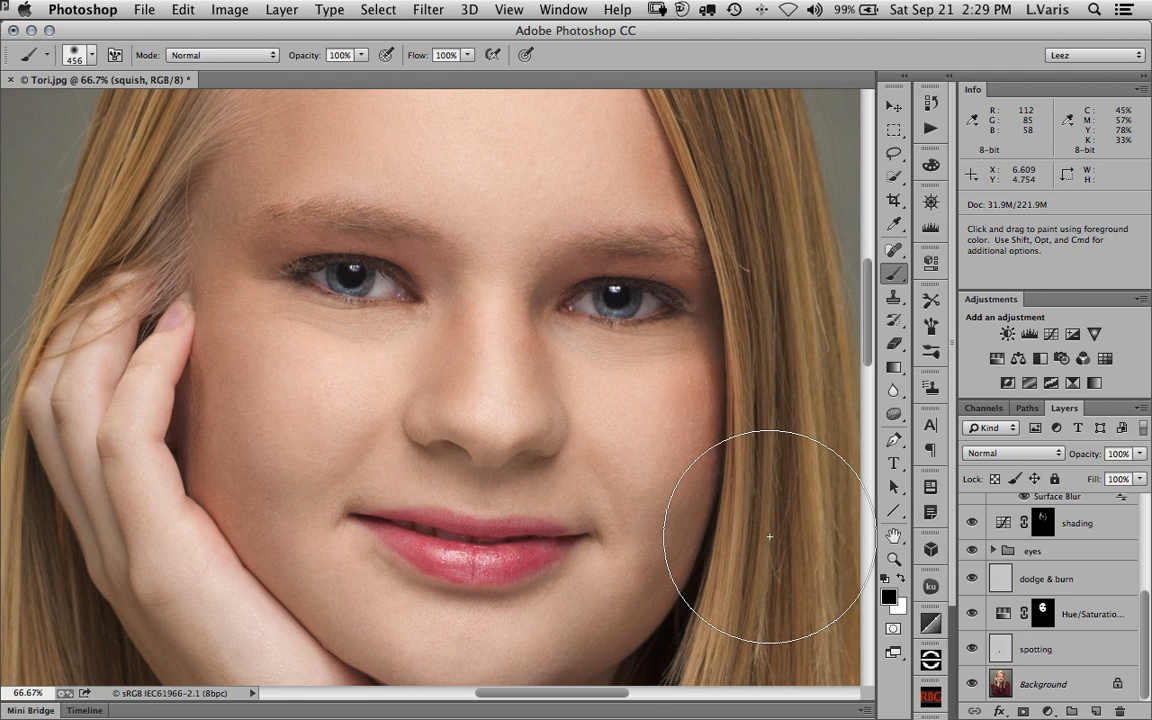 Photoshop File Edit Image Layer Type Select Filter 3D View Window Help 99% Sat Sep 21 2:29 PM L.Varis
Adobe Photoshop CC
456 Mode: Normal Opacity: 100% Flow: 100% Leez
× © Tori.jpg @ 66.7% (squish, RGB/8) *
Info
R: 112 C: 45%
G: 85 M: 57%
B: 58 Y: 78%
K: 33%
8-bit 8-bit
X: 6.609 W:
Y: 4.754 H:
Doc: 31.9M/221.9M
Click and drag to paint using foreground
color. Use Shift, Opt, and Cmd for
additional options.
Adjustments
Add an adjustment
Channels Paths Layers
Kind
Normal Opacity: 100%
Lock: Fill: 100%
Surface Blur
shading
eyes
dodge & burn
Hue/Saturatio...
spotting
Background
ku
RBG
66.67% © sRGB IEC61966-2.1 (8bpc)
Mini Bridge Timeline
fx